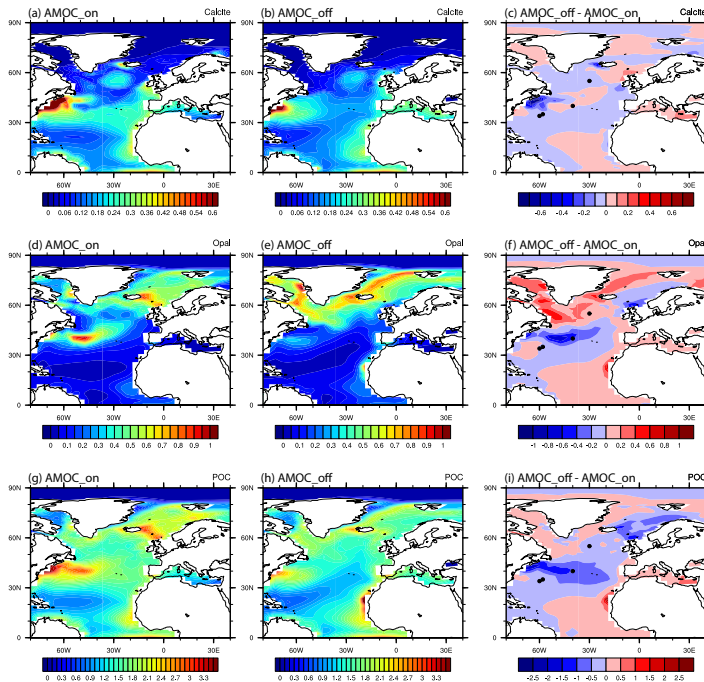 (a) AMOC_on Calcite (b) AMOC_off Calcite (c) AMOC_off - AMOC_on Calcite
90N 90N 90N
60N 60N 60N
30N 30N 30N
0 0 0
60W 30W 0 30E 60W 30W 0 30E 60W 30W 0 30E
0 0.06 0.12 0.18 0.24 0.3 0.36 0.42 0.48 0.54 0.6 0 0.06 0.12 0.18 0.24 0.3 0.36 0.42 0.48 0.54 0.6 -0.6 -0.4 -0.2 0 0.2 0.4 0.6
(d) AMOC_on Opal (e) AMOC_off Opal (f) AMOC_off - AMOC_on Opal
90N 90N 90N
60N 60N 60N
30N 30N 30N
0 0 0
60W 30W 0 30E 60W 30W 0 30E 60W 30W 0 30E
0 0.1 0.2 0.3 0.4 0.5 0.6 0.7 0.8 0.9 1 0 0.1 0.2 0.3 0.4 0.5 0.6 0.7 0.8 0.9 1 -1 -0.8 -0.6 -0.4 -0.2 0 0.2 0.4 0.6 0.8 1
(g) AMOC_on POC (h) AMOC_off POC (i) AMOC_off - AMOC_on POC
90N 90N 90N
60N 60N 60N
30N 30N 30N
0 0 0
60W 30W 0 30E 60W 30W 0 30E 60W 30W 0 30E
0 0.3 0.6 0.9 1.2 1.5 1.8 2.1 2.4 2.7 3 3.3 0 0.3 0.6 0.9 1.2 1.5 1.8 2.1 2.4 2.7 3 3.3 -2.5 -2 -1.5 -1 -0.5 0 0.5 1 1.5 2 2.5